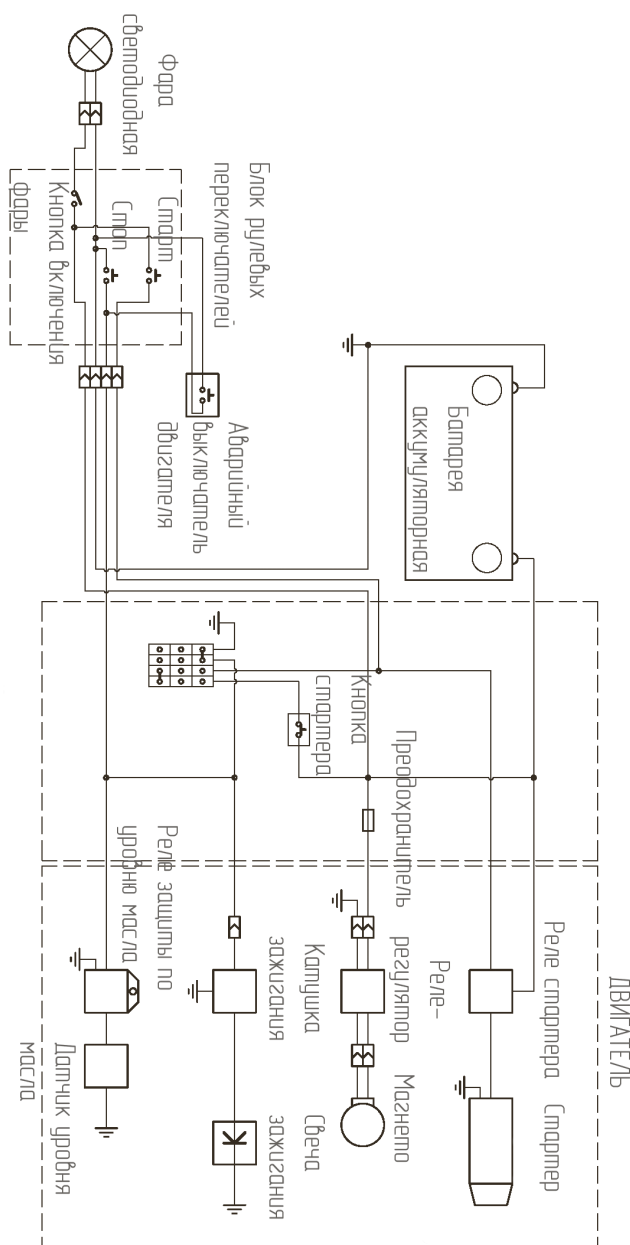 Фара
светодиодная
Блок рулевых
переключателей
Старт
Стоп
Кнопка включения
фары
Аварийный
выключатель
двигателя
Батарея
аккумуляторная
Кнопка
стартера
Предохранитель
ДВИГАТЕЛЬ
Реле стартера
Стартер
Реле-
регулятор
Магнето
Катушка
зажигания
Свеча
зажигания
Реле защиты по
уровню масла
Датчик уровня
масла